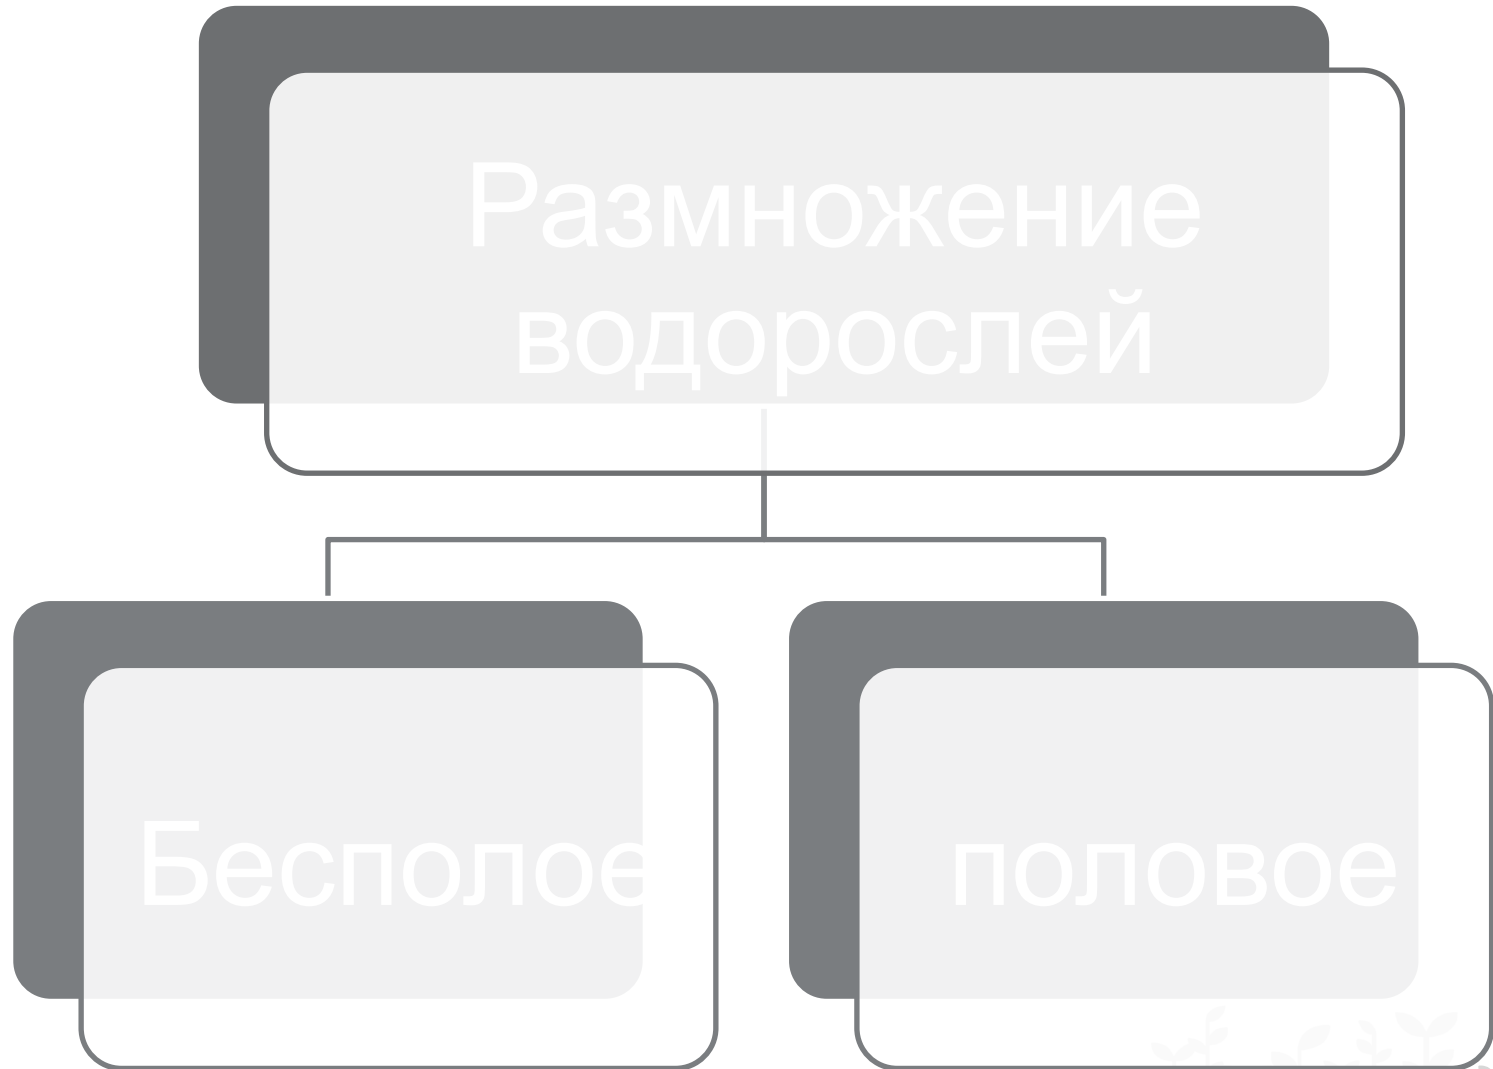 Размножение
водорослей
Бесполое
половое